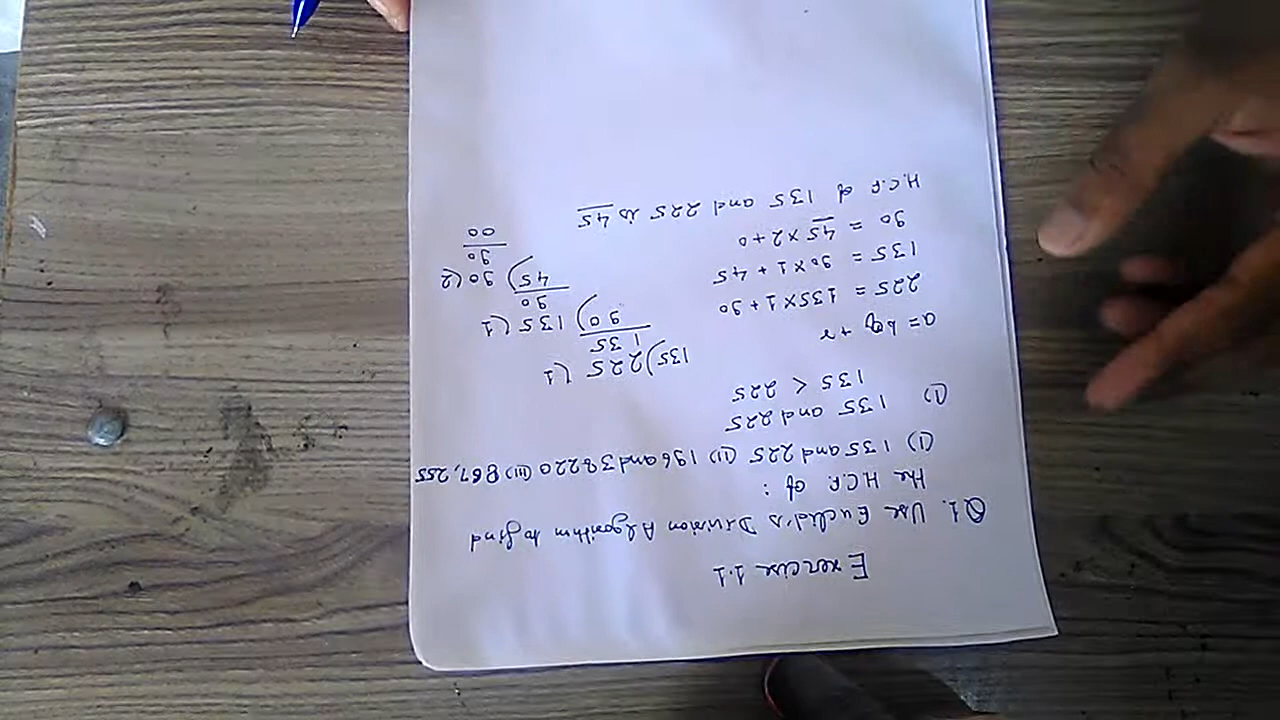 Exercise 1.1
Q1. Use Euclid's Division Algorithm to find
the H.C.F. of :
(i) 135 and 225 (ii) 196 and 38220 (iii) 867, 255
(i) 135 and 225
135 < 225
a = bq + r
225 = 135 × 1 + 90
135 = 90 × 1 + 45
90 = 45 × 2 + 0
H.C.F. of 135 and 225 is 45
135) 225 (1
135
90) 135 (1
90
45) 90 (2
90
00